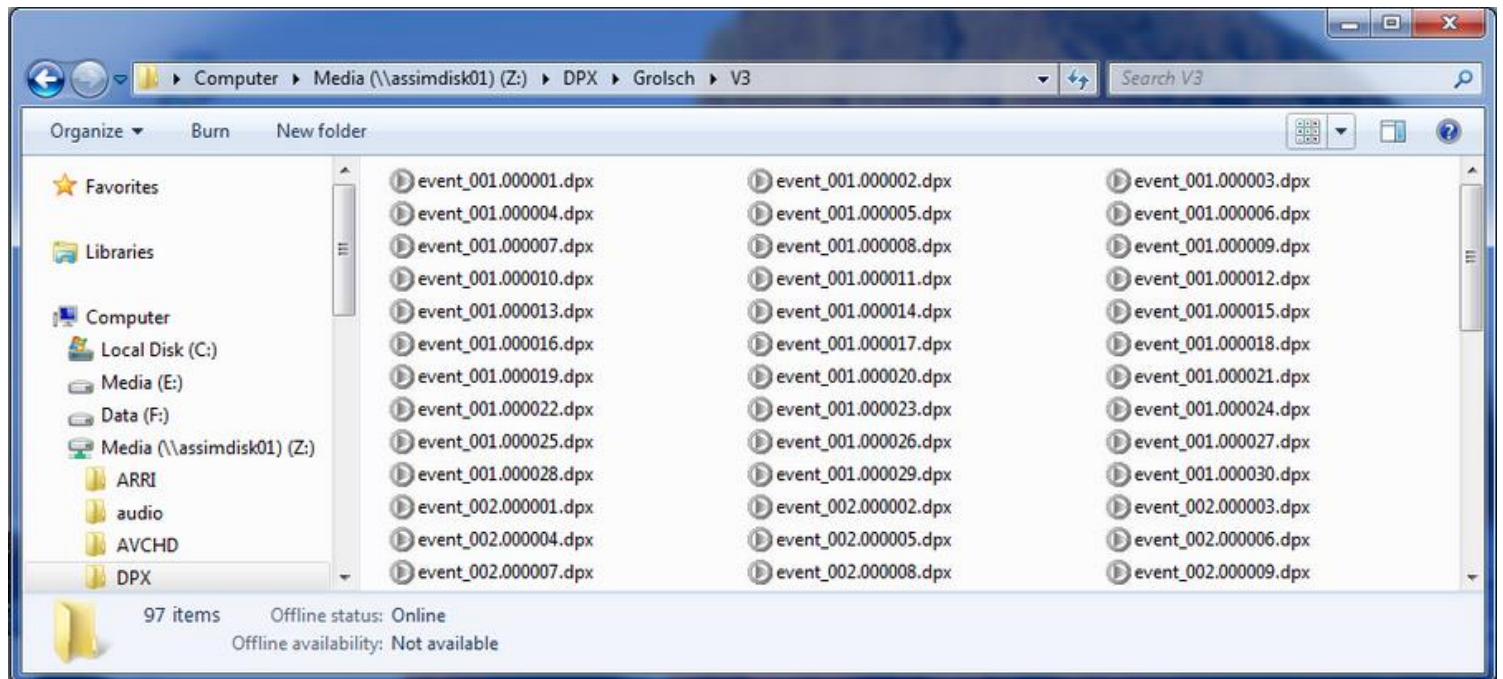 Computer ▸ Media (\\assimdisk01) (Z:) ▸ DPX ▸ Grolsch ▸ V3
Search V3
Organize Burn New folder
Favorites
Libraries
Computer
Local Disk (C:)
Media (E:)
Data (F:)
Media (\\assimdisk01) (Z:)
ARRI
audio
AVCHD
DPX
event_001.000001.dpx event_001.000002.dpx event_001.000003.dpx
event_001.000004.dpx event_001.000005.dpx event_001.000006.dpx
event_001.000007.dpx event_001.000008.dpx event_001.000009.dpx
event_001.000010.dpx event_001.000011.dpx event_001.000012.dpx
event_001.000013.dpx event_001.000014.dpx event_001.000015.dpx
event_001.000016.dpx event_001.000017.dpx event_001.000018.dpx
event_001.000019.dpx event_001.000020.dpx event_001.000021.dpx
event_001.000022.dpx event_001.000023.dpx event_001.000024.dpx
event_001.000025.dpx event_001.000026.dpx event_001.000027.dpx
event_001.000028.dpx event_001.000029.dpx event_001.000030.dpx
event_002.000001.dpx event_002.000002.dpx event_002.000003.dpx
event_002.000004.dpx event_002.000005.dpx event_002.000006.dpx
event_002.000007.dpx event_002.000008.dpx event_002.000009.dpx
97 items Offline status: Online
Offline availability: Not available